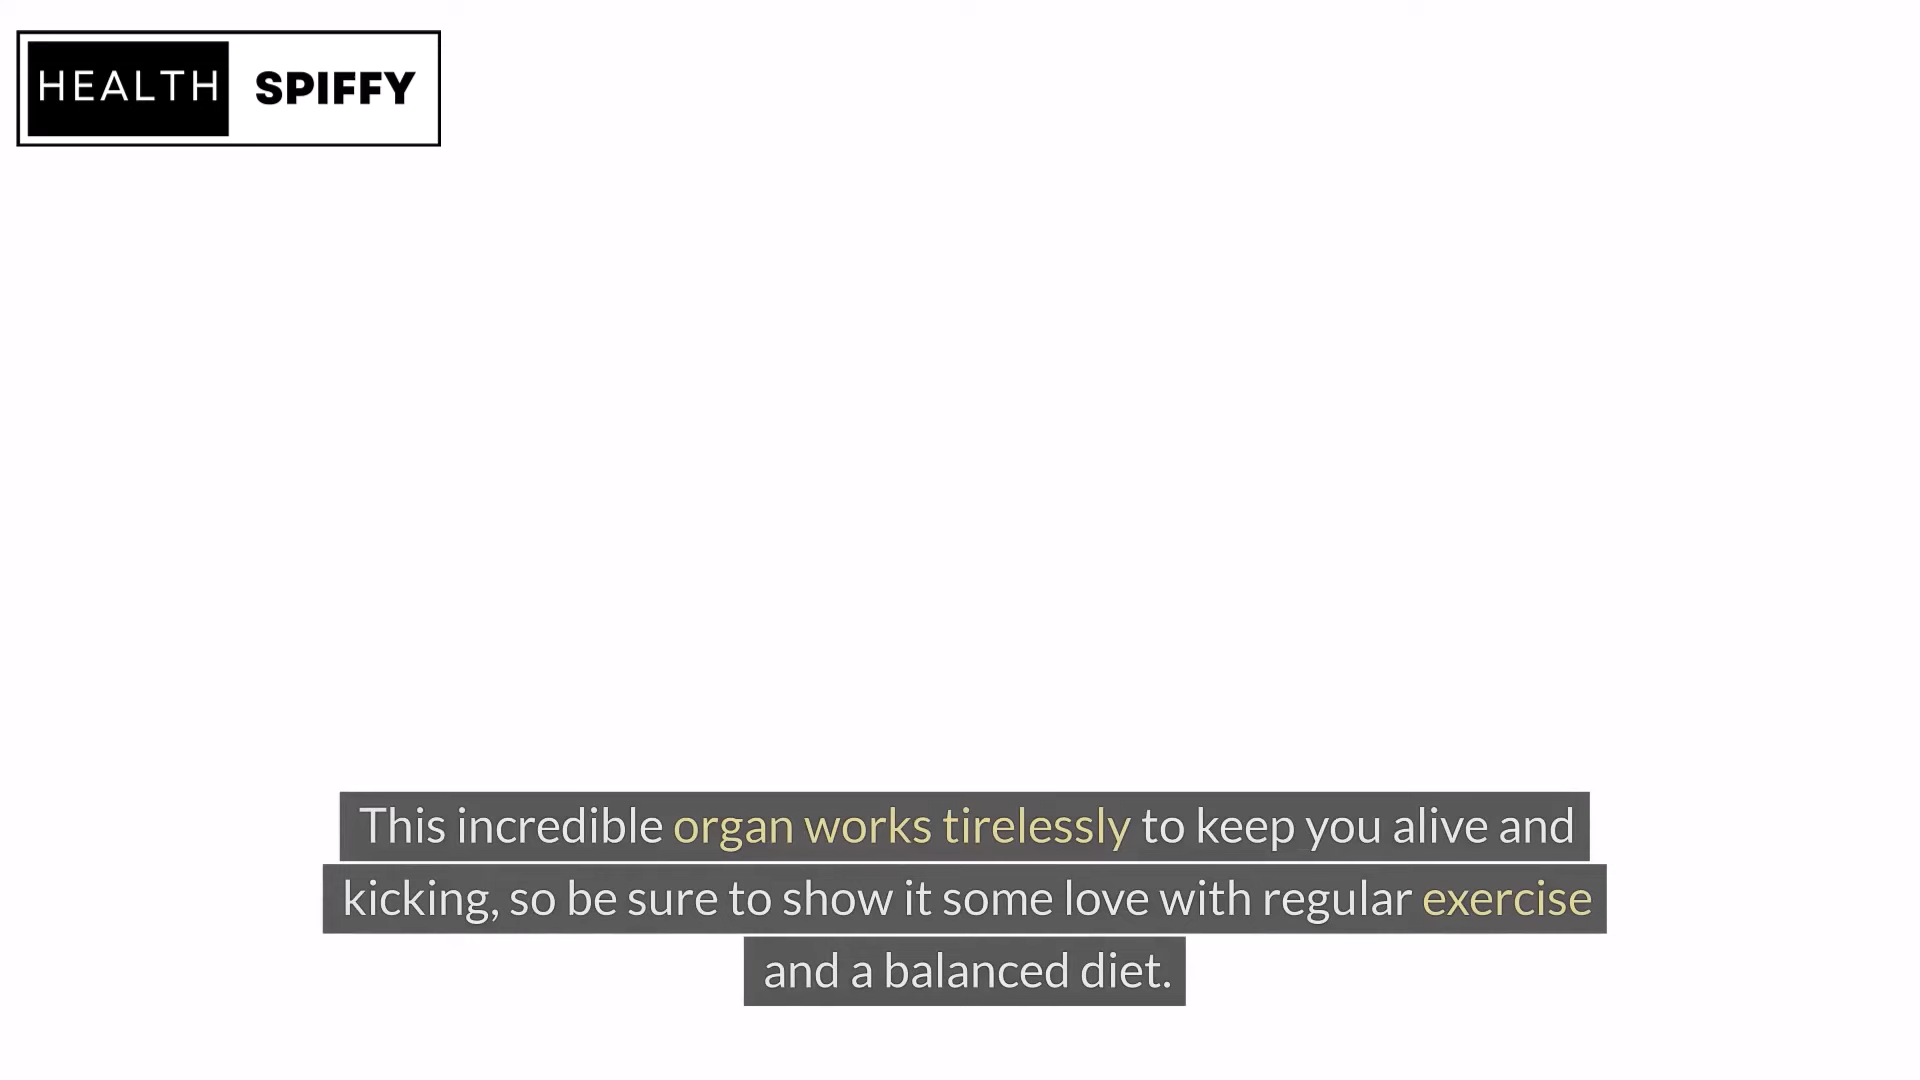 HEALTH SPIFFY
This incredible organ works tirelessly to keep you alive and
kicking, so be sure to show it some love with regular exercise
and a balanced diet.